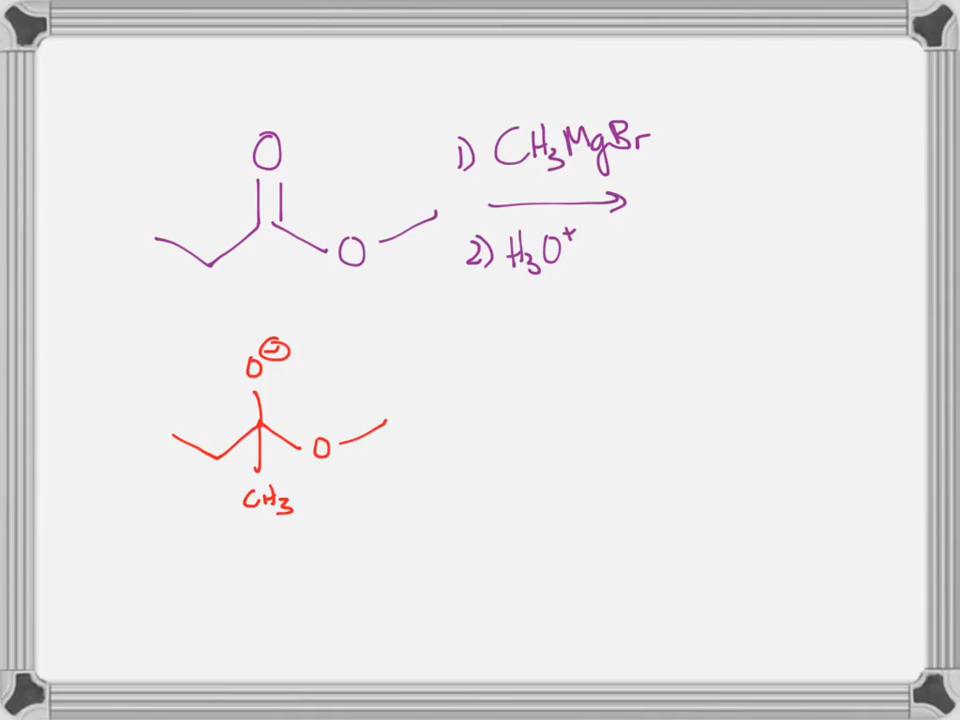 O
1) CH3MgBr
O
2) H3O+
O⊖
O
CH3